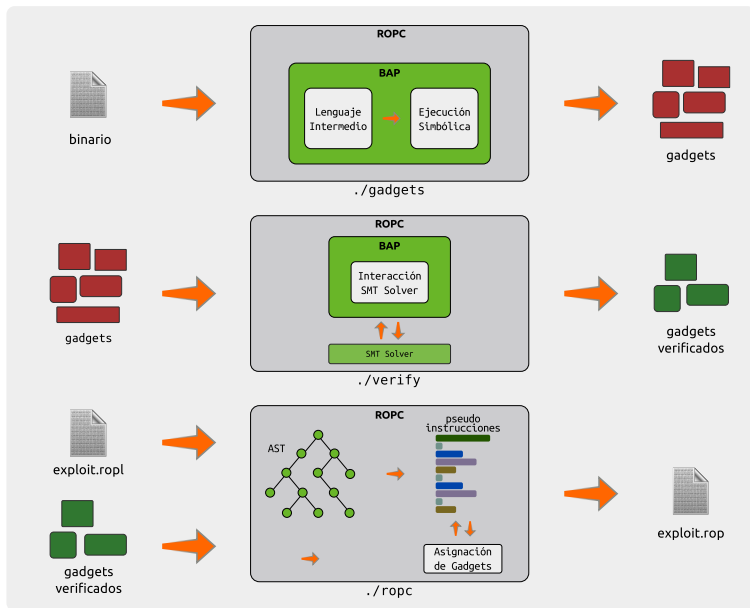 ROPC
BAP
Lenguaje
Intermedio
Ejecución
Simbólica
binario
gadgets
./gadgets
ROPC
BAP
Interacción
SMT Solver
SMT Solver
gadgets
gadgets
verificados
./verify
ROPC
pseudo
instrucciones
AST
exploit.ropl
exploit.rop
Asignación
de Gadgets
gadgets
verificados
./ropc